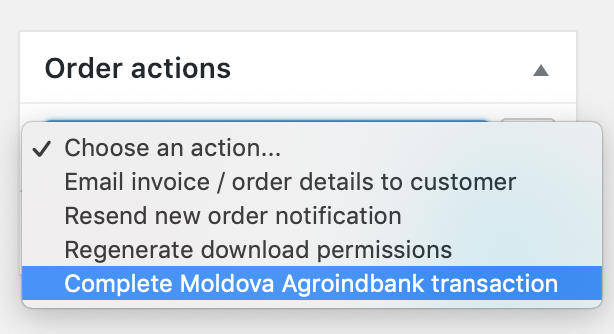 Order actions
Choose an action...
Email invoice / order details to customer
Resend new order notification
Regenerate download permissions
Complete Moldova Agroindbank transaction